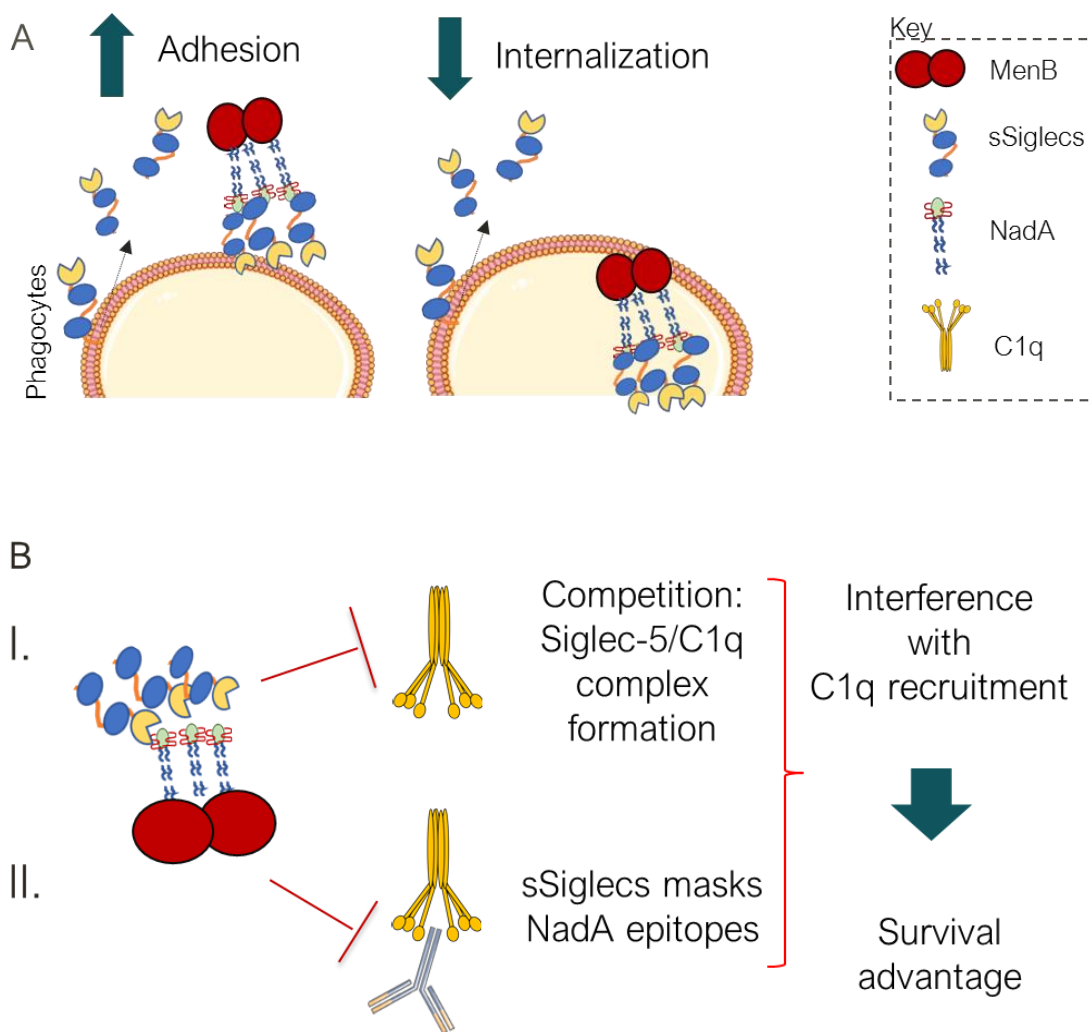 A
Adhesion
Internalization
Phagocytes
Key
MenB
sSiglecs
NadA
C1q
B
I.
Competition:
Siglec-5/C1q
complex
formation
Interference
with
C1q recruitment
II.
sSiglecs masks
NadA epitopes
Survival
advantage